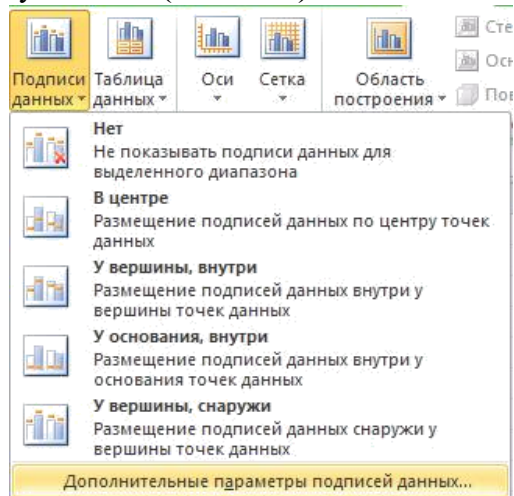 Подписи данных
Таблица данных
Оси
Сетка
Область построения
Сте
Осн
Пов
Нет
Не показывать подписи данных для
выделенного диапазона
В центре
Размещение подписей данных по центру точек
данных
У вершины, внутри
Размещение подписей данных внутри у
вершины точек данных
У основания, внутри
Размещение подписей данных внутри у
основания точек данных
У вершины, снаружи
Размещение подписей данных снаружи у
вершины точек данных
Дополнительные параметры подписей данных...